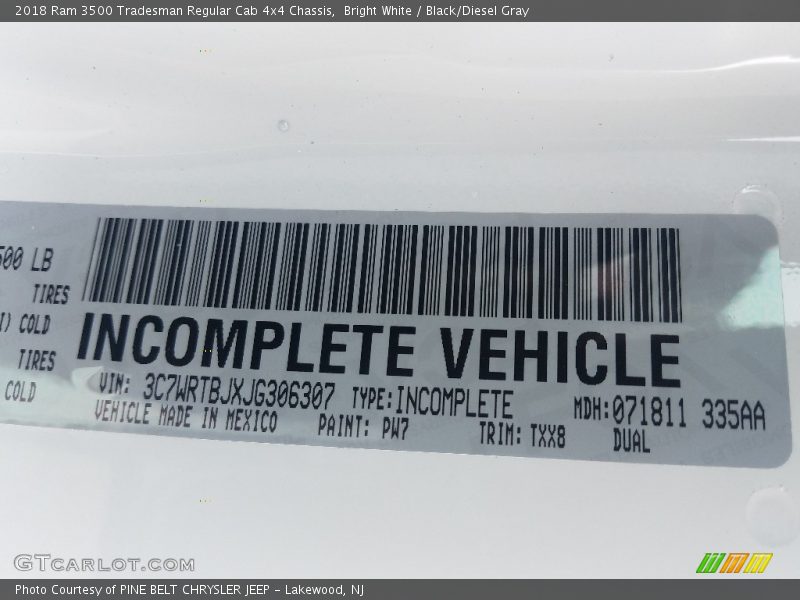 2018 Ram 3500 Tradesman Regular Cab 4x4 Chassis,  Bright White / Black/Diesel Gray
500 LB
TIRES
COLD
INCOMPLETE VEHICLE
TIRES
COLD
VIN: 3C7WRTBJXJG306307 TYPE: INCOMPLETE MDH: 071811 335AA
VEHICLE MADE IN MEXICO PAINT: PW7 TRIM: TXX8 DUAL
GTCARLOT.COM
Photo Courtesy of PINE BELT CHRYSLER JEEP - Lakewood, NJ